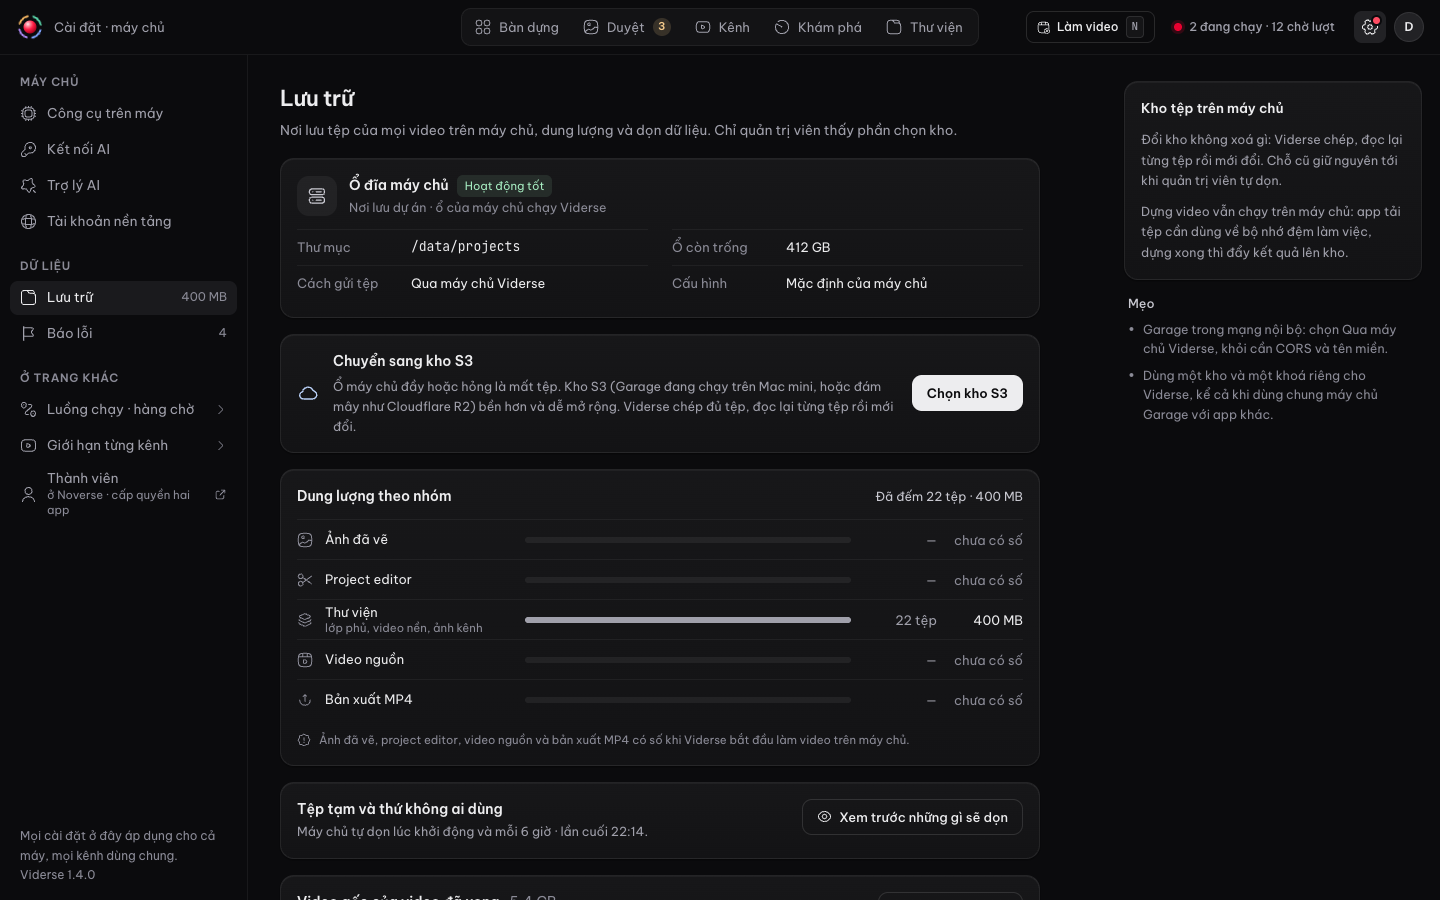 Cài đặt · máy chủ
Bàn dựng
Duyệt 3
Kênh
Khám phá
Thư viện
Làm video N
2 đang chạy · 12 chờ lượt
D
MÁY CHỦ
Công cụ trên máy
Kết nối AI
Trợ lý AI
Tài khoản nền tảng
DỮ LIỆU
Lưu trữ 400 MB
Báo lỗi 4
Ở TRANG KHÁC
Luồng chạy · hàng chờ
Giới hạn từng kênh
Thành viên
ở Noverse · cấp quyền hai
app
Mọi cài đặt ở đây áp dụng cho cả
máy, mọi kênh dùng chung.
Viderse 1.4.0
Lưu trữ
Nơi lưu tệp của mọi video trên máy chủ, dung lượng và dọn dữ liệu. Chỉ quản trị viên thấy phần chọn kho.
Ổ đĩa máy chủ Hoạt động tốt
Nơi lưu dự án · ổ của máy chủ chạy Viderse
Thư mục /data/projects
Ổ còn trống 412 GB
Cách gửi tệp Qua máy chủ Viderse
Cấu hình Mặc định của máy chủ
Chuyển sang kho S3
Ổ máy chủ đầy hoặc hỏng là mất tệp. Kho S3 (Garage đang chạy trên Mac mini, hoặc đám
mây như Cloudflare R2) bền hơn và dễ mở rộng. Viderse chép đủ tệp, đọc lại từng tệp rồi mới
đổi.
Chọn kho S3
Dung lượng theo nhóm
Đã đếm 22 tệp · 400 MB
Ảnh đã vẽ – chưa có số
Project editor – chưa có số
Thư viện
lớp phủ, video nền, ảnh kênh
22 tệp 400 MB
Video nguồn – chưa có số
Bản xuất MP4 – chưa có số
Ảnh đã vẽ, project editor, video nguồn và bản xuất MP4 có số khi Viderse bắt đầu làm video trên máy chủ.
Tệp tạm và thứ không ai dùng
Máy chủ tự dọn lúc khởi động và mỗi 6 giờ · lần cuối 22:14.
Xem trước những gì sẽ dọn
Kho tệp trên máy chủ
Đổi kho không xoá gì: Viderse chép, đọc lại
từng tệp rồi mới đổi. Chỗ cũ giữ nguyên tới
khi quản trị viên tự dọn.
Dựng video vẫn chạy trên máy chủ: app tải
tệp cần dùng về bộ nhớ đệm làm việc,
dựng xong thì đẩy kết quả lên kho.
Mẹo
• Garage trong mạng nội bộ: chọn Qua máy
chủ Viderse, khỏi cần CORS và tên miền.
• Dùng một kho và một khoá riêng cho
Viderse, kể cả khi dùng chung máy chủ
Garage với app khác.